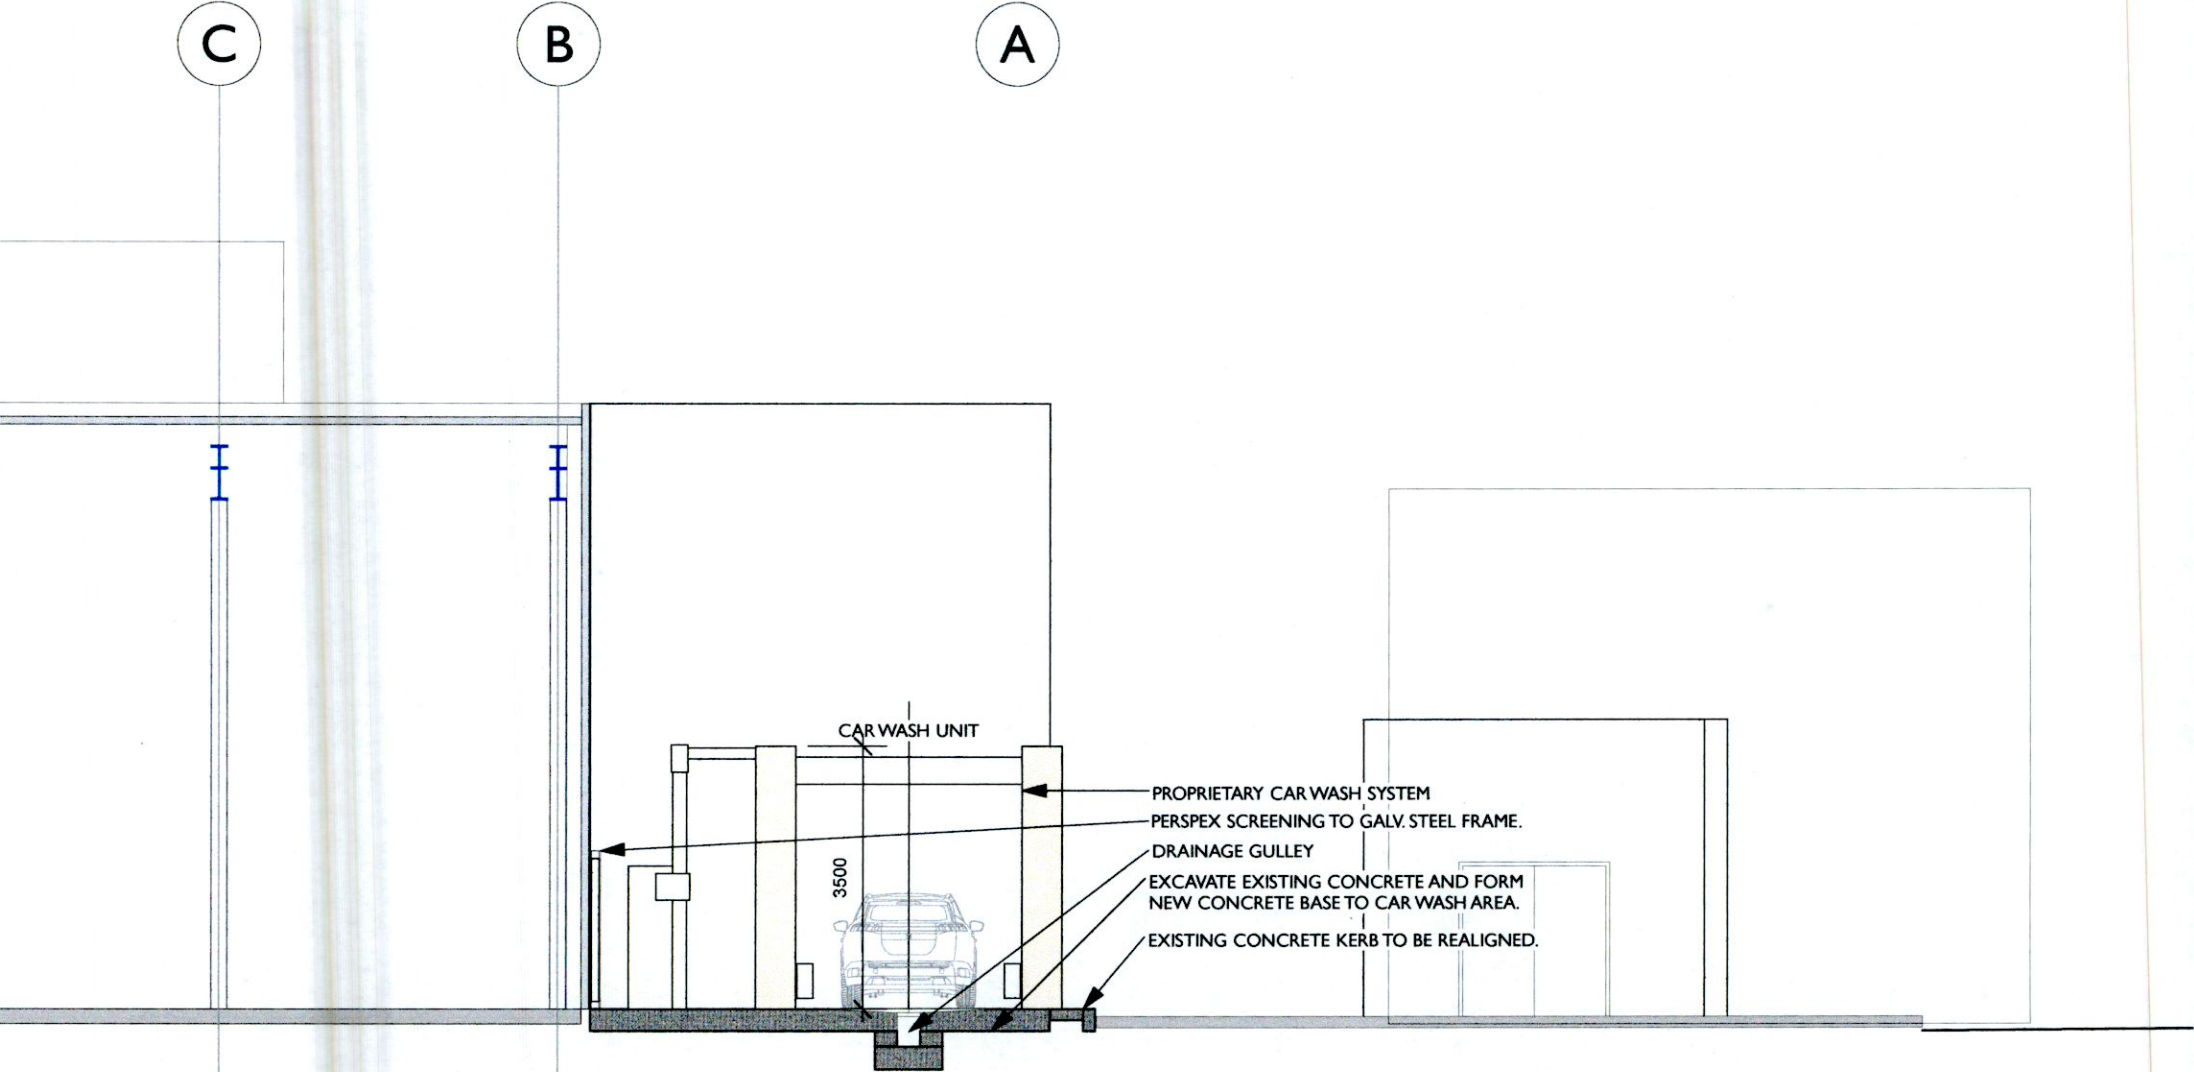 C
B
A
CAR WASH UNIT
PROPRIETARY CAR WASH SYSTEM
PERSPEX SCREENING TO GALV. STEEL FRAME.
DRAINAGE GULLEY
3500
EXCAVATE EXISTING CONCRETE AND FORM
NEW CONCRETE BASE TO CAR WASH AREA.
EXISTING CONCRETE KERB TO BE REALIGNED.